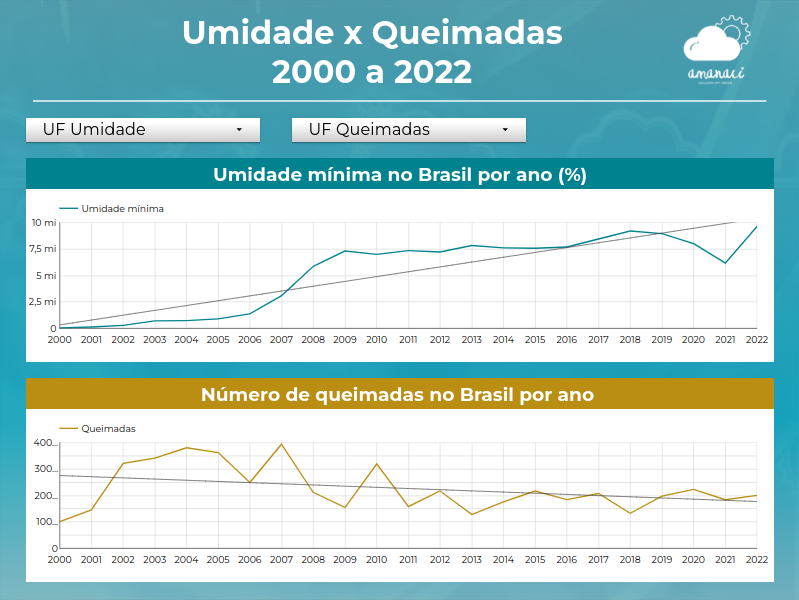 Umidade x Queimadas
2000 a 2022
amanaci
UF Umidade
UF Queimadas
Umidade mínima no Brasil por ano (%)
Umidade mínima
10 mi
7,5 mi
5 mi
2,5 mi
0
2000 2001 2002 2003 2004 2005 2006 2007 2008 2009 2010 2011 2012 2013 2014 2015 2016 2017 2018 2019 2020 2021 2022
Número de queimadas no Brasil por ano
Queimadas
400...
300...
200...
100...
0
2000 2001 2002 2003 2004 2005 2006 2007 2008 2009 2010 2011 2012 2013 2014 2015 2016 2017 2018 2019 2020 2021 2022